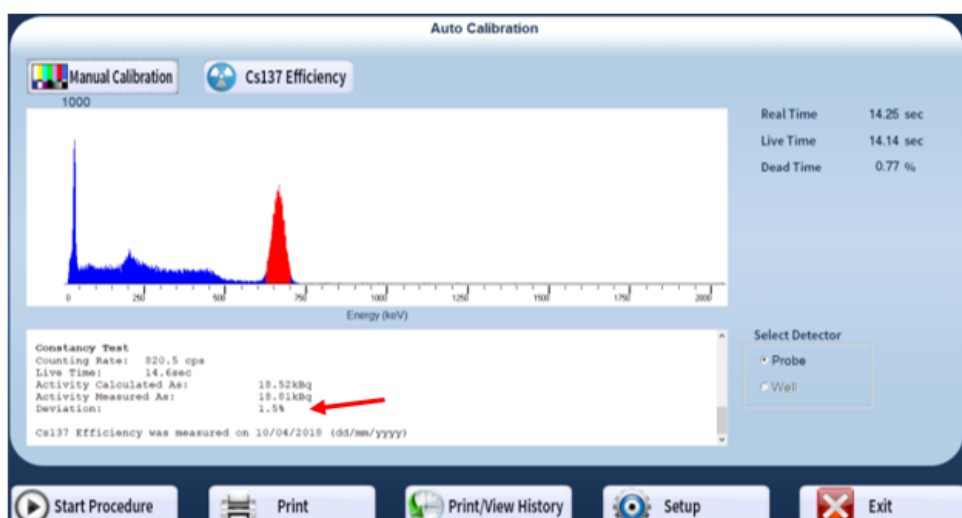 Auto Calibration
Manual Calibration
Cs137 Efficiency
1000
Real Time 14.25 sec
Live Time 14.14 sec
Dead Time 0.77 %
0 250 500 750 1000 1250 1500 1750 2000
Energy (keV)
Constancy Test
Counting Rate: 820.5 cps
Live Time: 14.6sec
Activity Calculated As: 18.52kBq
Activity Measured As: 18.81kBq
Deviation: 1.5%
Cs137 Efficiency was measured on 10/04/2018 (dd/mm/yyyy)
Select Detector
Probe
Well
Start Procedure
Print
Print/View History
Setup
Exit